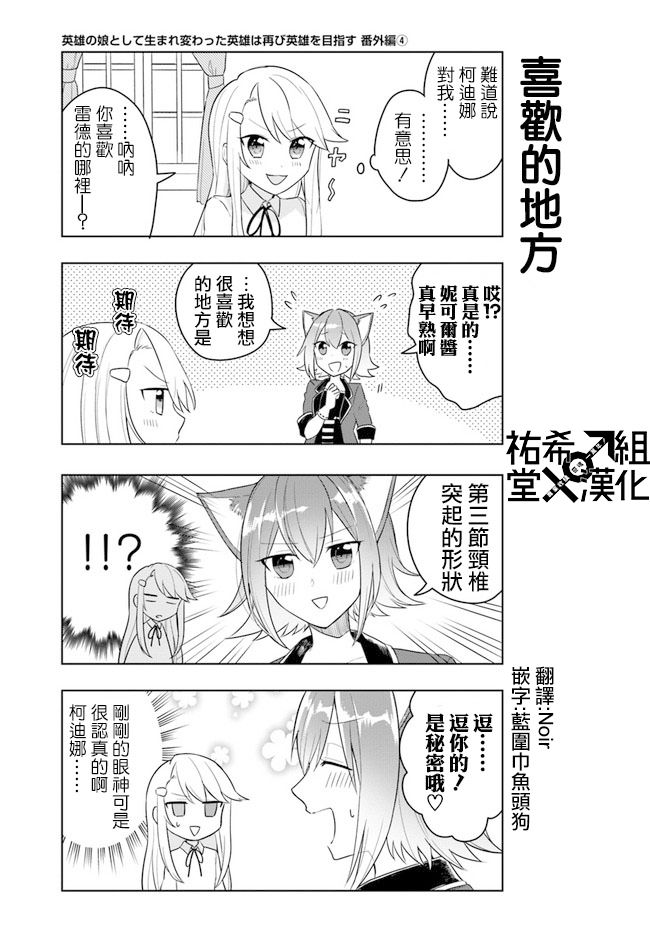 英雄の娘として生まれ変わった英雄は再び英雄を目指す 番外編④
喜歡的地方
難道說
柯迪娜
對我…
有意思！
ニヤ〜
……吶吶
你喜歡
雷德的哪裡—？
哎!?
真是的……
妮可爾醬
真早熟啊
…我想想
很喜歡
的地方是
期待
期待
第三節頸椎
突起的形狀
!!?
逗……
逗你的！
是秘密哦♡
剛剛的眼神可是
很認真的啊
柯迪娜……
祐希組
堂漢化
翻譯:Noir
嵌字:藍圍巾魚頭狗